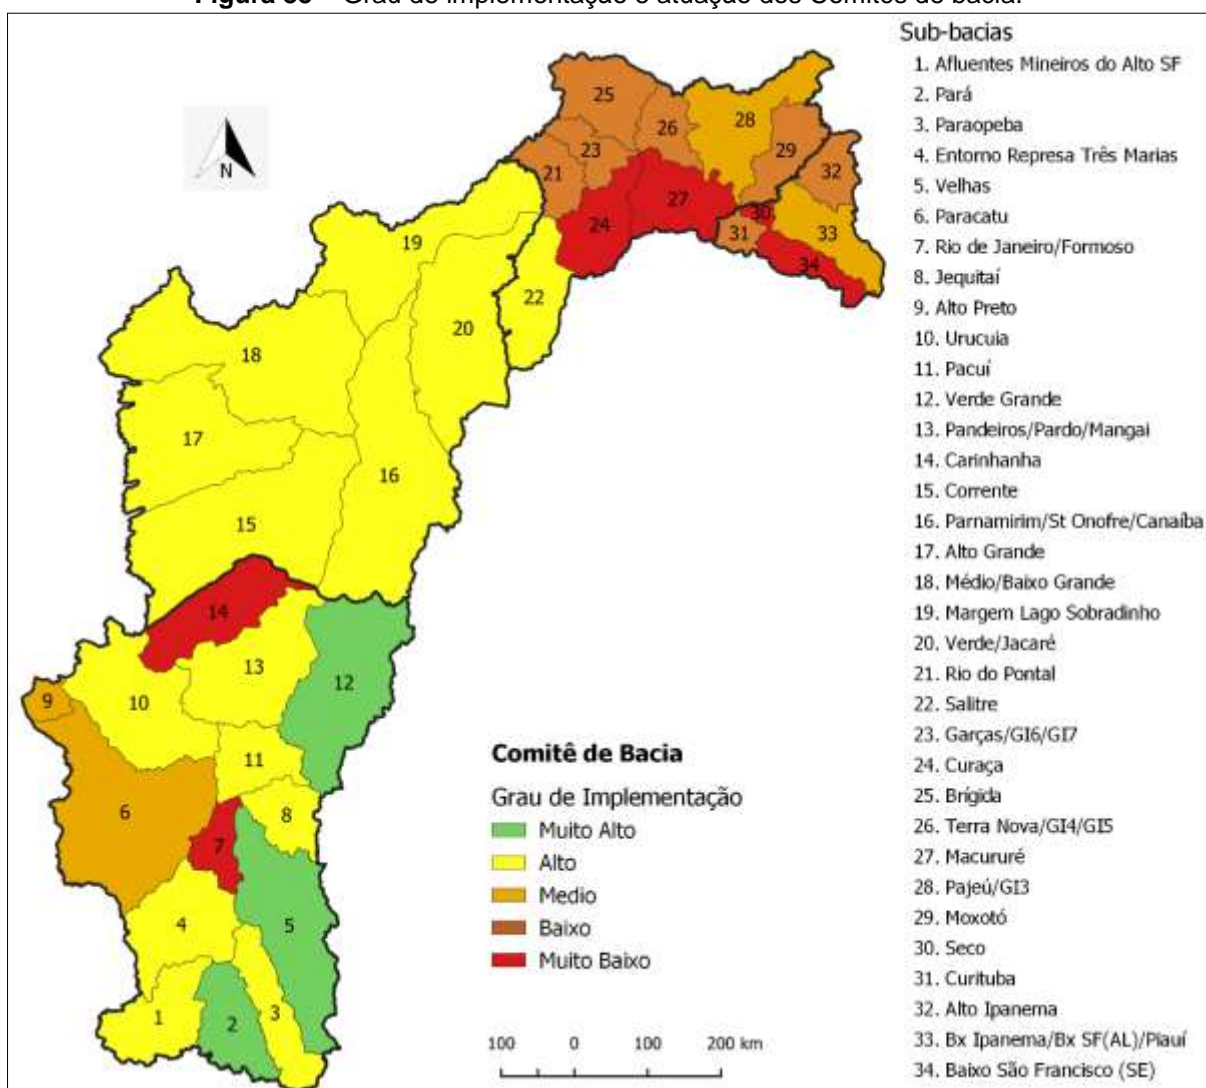 Grau de implementação e atuação dos Comitês de bacia.
Sub-bacias
1. Afluentes Mineiros do Alto SF
2. Pará
3. Paraopeba
4. Entorno Represa Três Marias
5. Velhas
6. Paracatu
7. Rio de Janeiro/Formoso
8. Jequitaí
9. Alto Preto
10. Urucuia
11. Pacuí
12. Verde Grande
13. Pandeiros/Pardo/Mangai
14. Carinhanha
15. Corrente
16. Parnamirim/St Onofre/Canaíba
17. Alto Grande
18. Médio/Baixo Grande
19. Margem Lago Sobradinho
20. Verde/Jacaré
21. Rio do Pontal
22. Salitre
23. Garças/GI6/GI7
24. Curaça
25. Brígida
26. Terra Nova/GI4/GI5
27. Macururé
28. Pajeú/GI3
29. Moxotó
30. Seco
31. Curituba
32. Alto Ipanema
33. Bx Ipanema/Bx SF(AL)/Piauí
34. Baixo São Francisco (SE)
N
25
26
28
23
29
21
32
27
24
30
31
33
34
19
22
20
18
17
16
15
14
13
12
10
9
11
6
8
7
4
5
1
2
3
Comitê de Bacia
Grau de Implementação
Muito Alto
Alto
Medio
Baixo
Muito Baixo
100 0 100 200 km